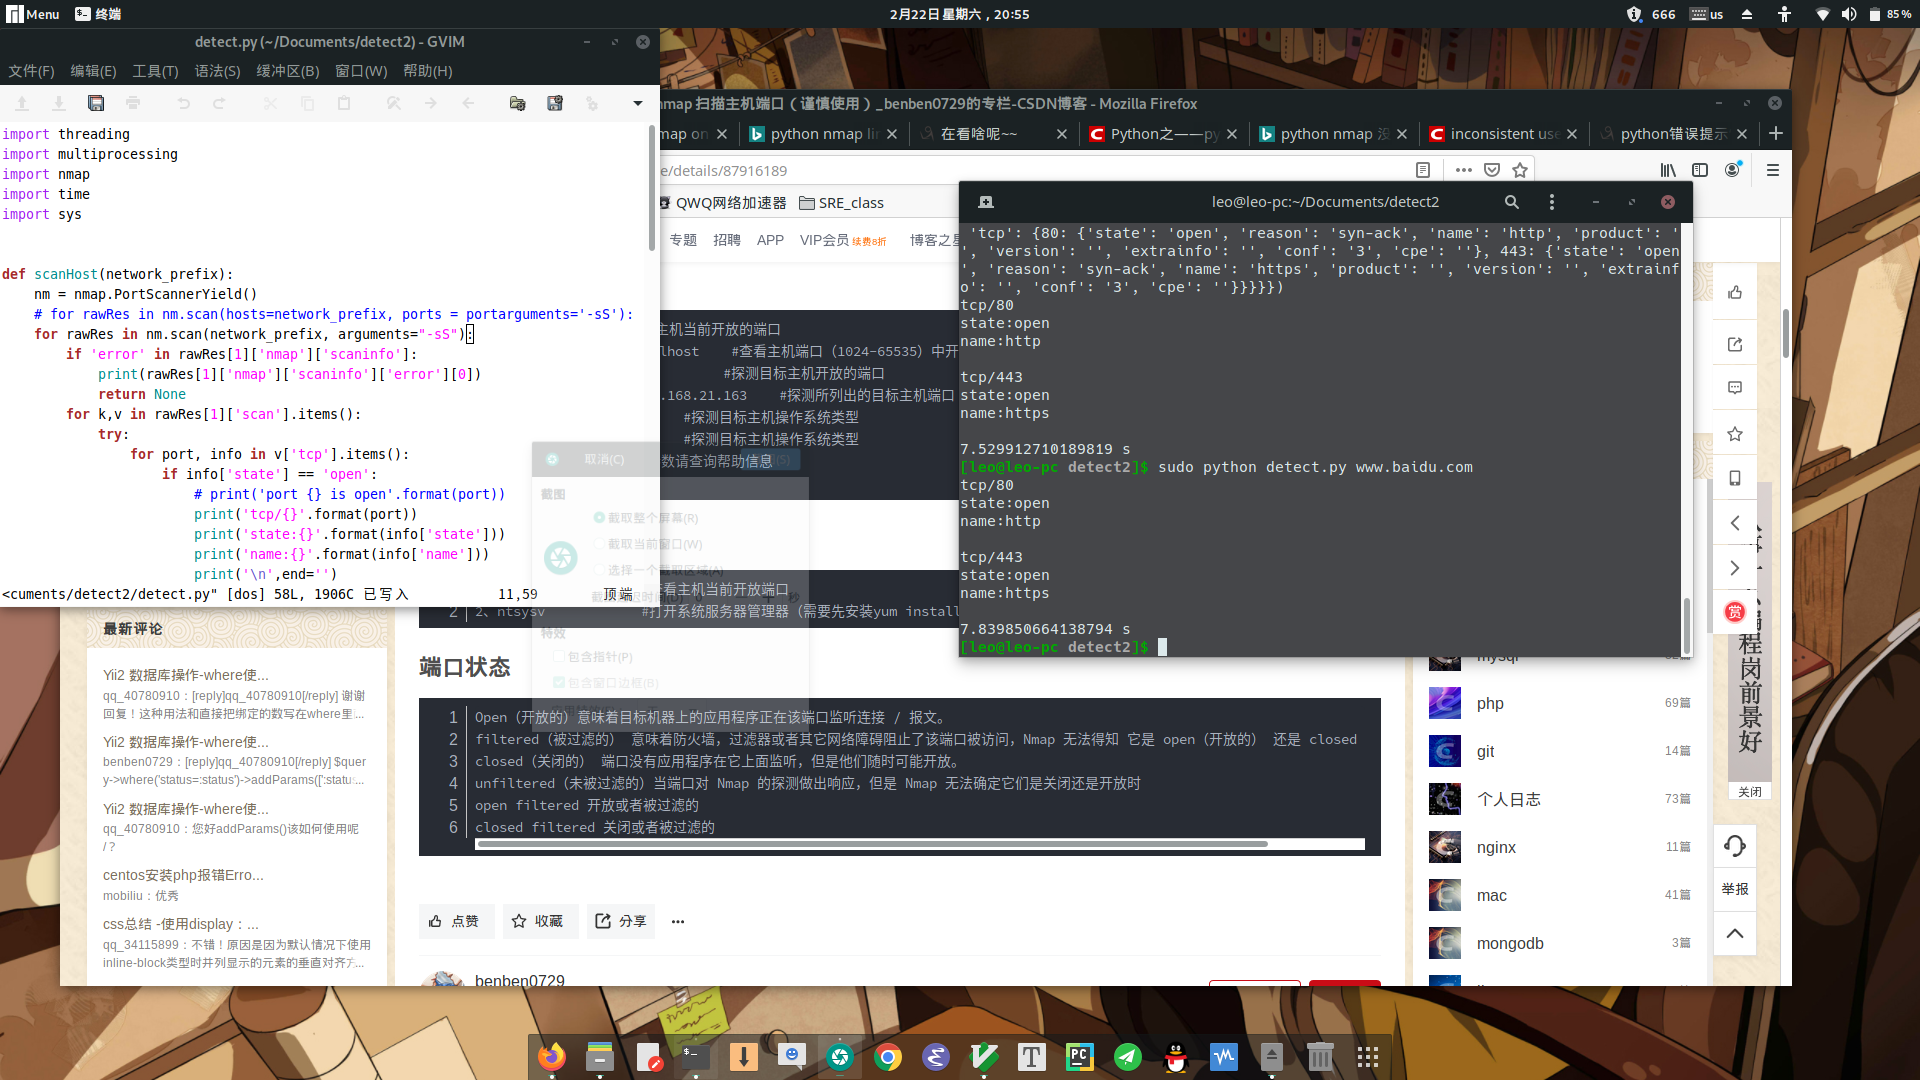 Menu 终端
2月22日 星期六，20:55
666 us 85 %
detect.py (~/Documents/detect2) - GVIM
文件(F) 编辑(E) 工具(T) 语法(S) 缓冲区(B) 窗口(W) 帮助(H)
import threading
import multiprocessing
import nmap
import time
import sys
def scanHost(network_prefix):
nm = nmap.PortScannerYield()
# for rawRes in nm.scan(hosts=network_prefix, ports = portarguments='-sS'):
for rawRes in nm.scan(network_prefix, arguments="-sS"):
if 'error' in rawRes[1]['nmap']['scaninfo']:
print(rawRes[1]['nmap']['scaninfo']['error'][0])
return None
for k,v in rawRes[1]['scan'].items():
try:
for port, info in v['tcp'].items():
if info['state'] == 'open':
# print('port {} is open'.format(port))
print('tcp/{}'.format(port))
print('state:{}'.format(info['state']))
print('name:{}'.format(info['name']))
print('\n',end='')
<cuments/detect2/detect.py" [dos] 58L, 1906C 已写入 11,59 顶端
nmap 扫描主机端口（谨慎使用）_benben0729的专栏-CSDN博客 - Mozilla Firefox
map on
python nmap lin
在看啥呢~~
Python之——py
python nmap 没
inconsistent use
python错误提示
e/details/87916189
QWQ网络加速器 SRE_class
专题 招聘 APP VIP会员 续费8折 博客之星
主机当前开放的端口
lhost #查看主机端口（1024-65535）中开
#探测目标主机开放的端口
.168.21.163 #探测所列出的目标主机端口
#探测目标主机操作系统类型
#探测目标主机操作系统类型
数请查询帮助信息
取消(C)
截图
截取整个屏幕(R)
截取当前窗口(W)
选择一个截取区域(A)
特效
包含指针(P)
包含窗口边框(B)
查看主机当前开放端口
2 2、ntsysv #打开系统服务器管理器（需要先安装yum install
端口状态
1 Open（开放的）意味着目标机器上的应用程序正在该端口监听连接 / 报文。
2 filtered（被过滤的） 意味着防火墙，过滤器或者其它网络障碍阻止了该端口被访问，Nmap 无法得知 它是 open（开放的） 还是 closed
3 closed（关闭的） 端口没有应用程序在它上面监听，但是他们随时可能开放。
4 unfiltered（未被过滤的）当端口对 Nmap 的探测做出响应，但是 Nmap 无法确定它们是关闭还是开放时
5 open filtered 开放或者被过滤的
6 closed filtered 关闭或者被过滤的
点赞 收藏 分享
benben0729
最新评论
Yii2 数据库操作-where使...
qq_40780910：[reply]qq_40780910[/reply] 谢谢
回复！这种用法和直接把绑定的数写在where里...
Yii2 数据库操作-where使...
benben0729：[reply]qq_40780910[/reply] $quer
y->where('status=:status')->addParams([':statu...
Yii2 数据库操作-where使...
qq_40780910：您好addParams()该如何使用呢
/？
centos安装php报错Erro...
mobiliu：优秀
css总结 -使用display：...
qq_34115899：不错！原因是因为默认情况下使用
inline-block类型时并列显示的元素的垂直对齐方...
leo@leo-pc:~/Documents/detect2
'tcp': {80: {'state': 'open', 'reason': 'syn-ack', 'name': 'http', 'product': '
', 'version': '', 'extrainfo': '', 'conf': '3', 'cpe': ''}, 443: {'state': 'open
', 'reason': 'syn-ack', 'name': 'https', 'product': '', 'version': '', 'extrainf
o': '', 'conf': '3', 'cpe': ''}}}}})
tcp/80
state:open
name:http
tcp/443
state:open
name:https
7.529912710189819 s
[leo@leo-pc detect2]$ sudo python detect.py www.baidu.com
tcp/80
state:open
name:http
tcp/443
state:open
name:https
7.839850664138794 s
[leo@leo-pc detect2]$
mysql
php 69篇
git 14篇
个人日志 73篇
nginx 11篇
mac 41篇
mongodb 3篇
赏
程岗前景好
关闭
举报